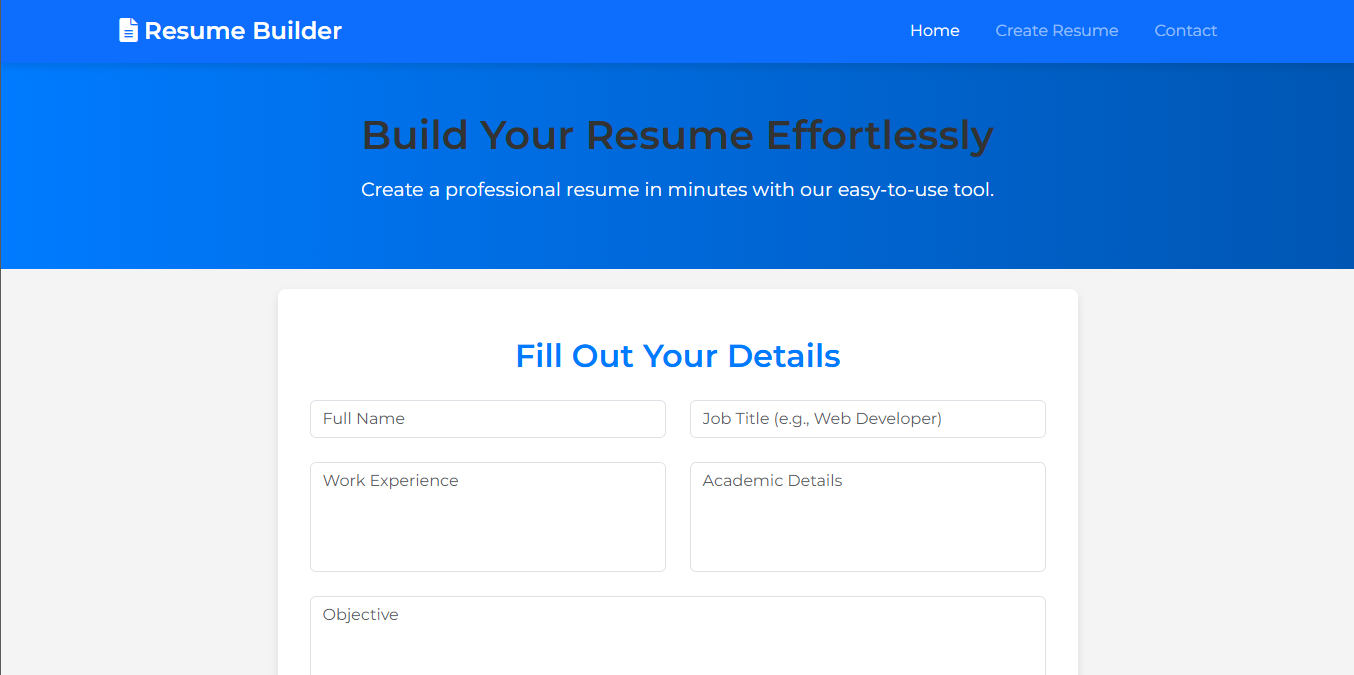 Resume Builder
Home
Create Resume
Contact
Build Your Resume Effortlessly
Create a professional resume in minutes with our easy-to-use tool.
Fill Out Your Details
Full Name
Job Title (e.g., Web Developer)
Work Experience
Academic Details
Objective